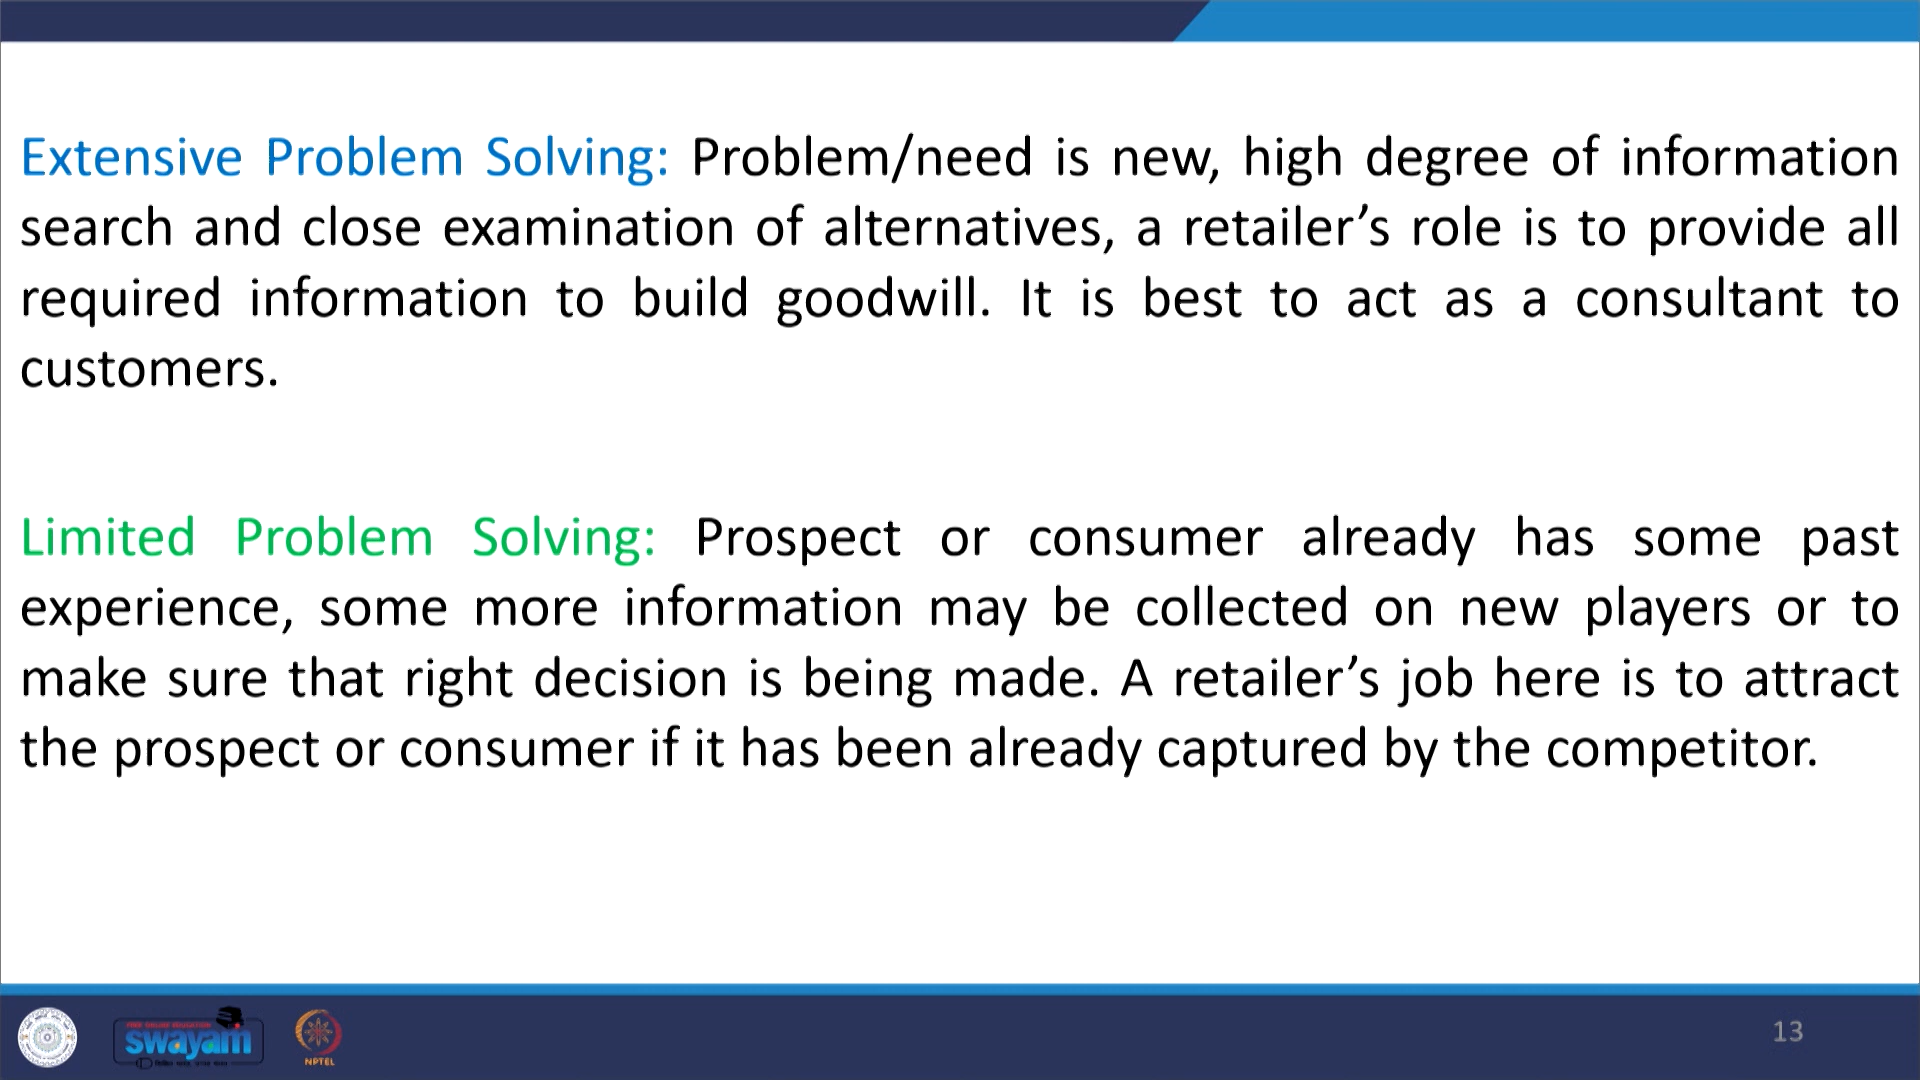 Extensive Problem Solving: Problem/need is new, high degree of information
search and close examination of alternatives, a retailer’s role is to provide all
required information to build goodwill. It is best to act as a consultant to
customers.
Limited Problem Solving: Prospect or consumer already has some past
experience, some more information may be collected on new players or to
make sure that right decision is being made. A retailer’s job here is to attract
the prospect or consumer if it has been already captured by the competitor.
FREE ONLINE EDUCATION
swayam
NPTEL
13